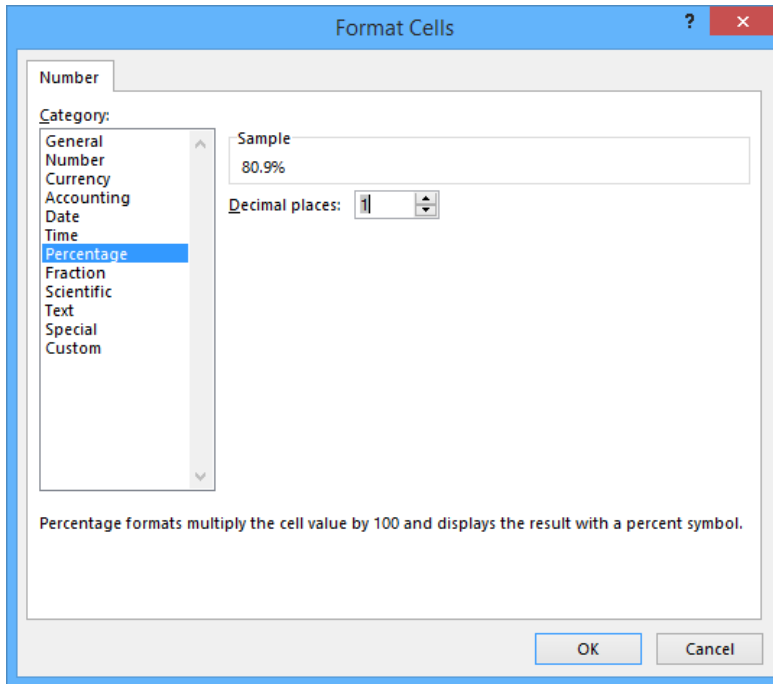 Format Cells
?
Number
Category:
General
Number
Currency
Accounting
Date
Time
Percentage
Fraction
Scientific
Text
Special
Custom
Sample
80.9%
Decimal places: 1
Percentage formats multiply the cell value by 100 and displays the result with a percent symbol.
OK Cancel